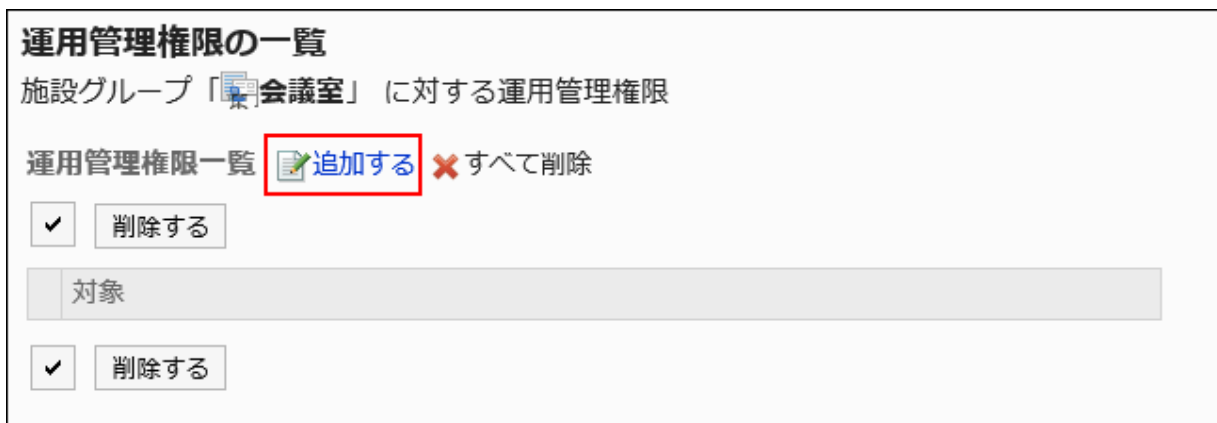 運用管理権限の一覧
施設グループ「会議室」 に対する運用管理権限
運用管理権限一覧 追加する すべて削除
削除する
対象
削除する